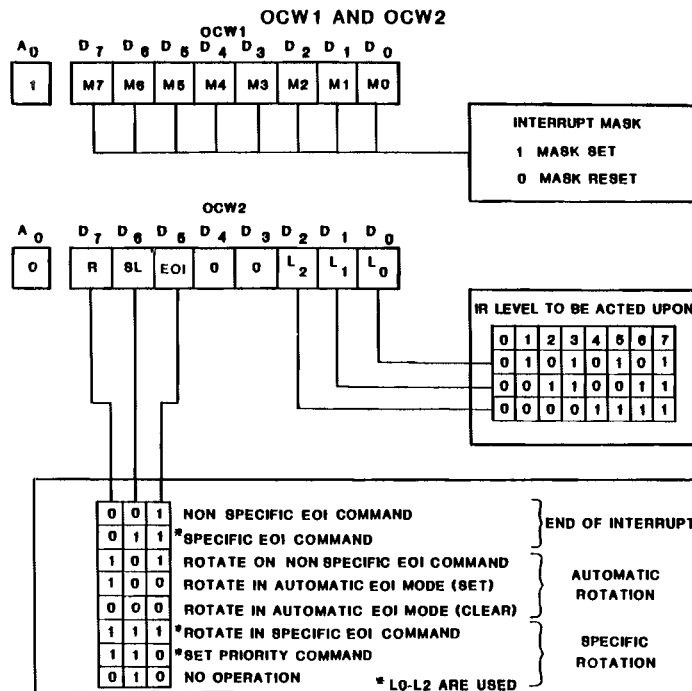 OCW1 AND OCW2
OCW1
A0 D7 D6 D5 D4 D3 D2 D1 D0
1 M7 M6 M5 M4 M3 M2 M1 M0
INTERRUPT MASK
1 MASK SET
0 MASK RESET
OCW2
A0 D7 D6 D5 D4 D3 D2 D1 D0
0 R SL EOI 0 0 L2 L1 L0
IR LEVEL TO BE ACTED UPON
0 1 2 3 4 5 6 7
0 1 0 1 0 1 0 1
0 0 1 1 0 0 1 1
0 0 0 0 1 1 1 1
0 0 1 NON SPECIFIC EOI COMMAND
0 1 1 *SPECIFIC EOI COMMAND
END OF INTERRUPT
1 0 1 ROTATE ON NON SPECIFIC EOI COMMAND
1 0 0 ROTATE IN AUTOMATIC EOI MODE (SET)
0 0 0 ROTATE IN AUTOMATIC EOI MODE (CLEAR)
AUTOMATIC
ROTATION
1 1 1 *ROTATE IN SPECIFIC EOI COMMAND
1 1 0 *SET PRIORITY COMMAND
0 1 0 NO OPERATION
SPECIFIC
ROTATION
* L0-L2 ARE USED